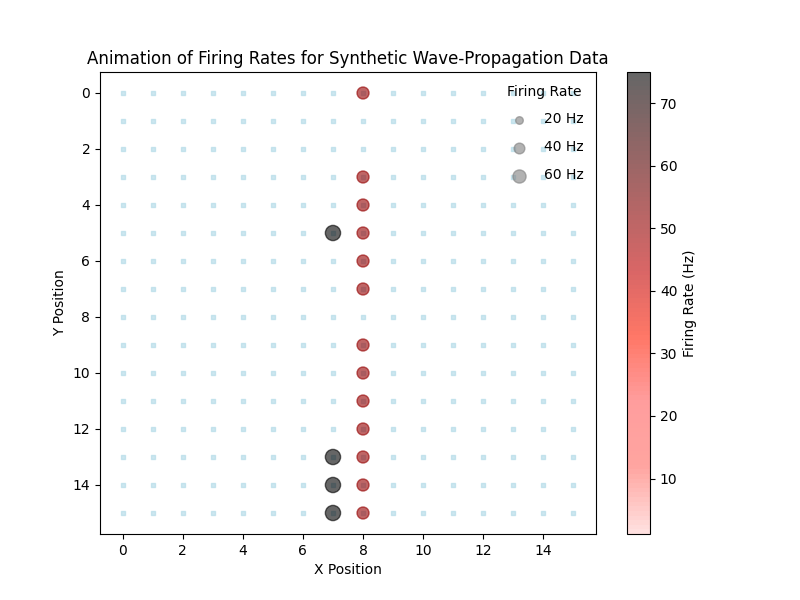 Animation of Firing Rates for Synthetic Wave-Propagation Data
Firing Rate
20 Hz
40 Hz
60 Hz
0
2
4
6
8
10
12
14
Y Position
0 2 4 6 8 10 12 14
X Position
70
60
50
40
30
20
10
Firing Rate (Hz)